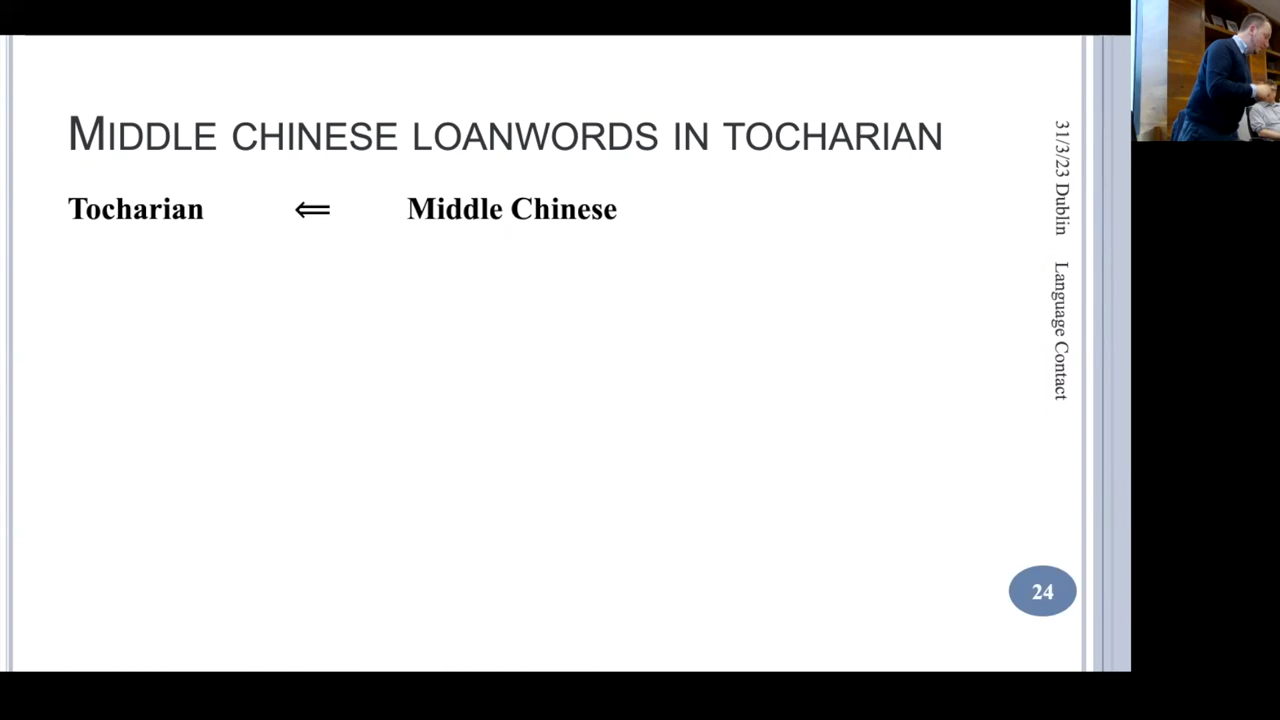 MIDDLE CHINESE LOANWORDS IN TOCHARIAN
Tocharian ⟸ Middle Chinese
31/3/23 Dublin Language Contact
24